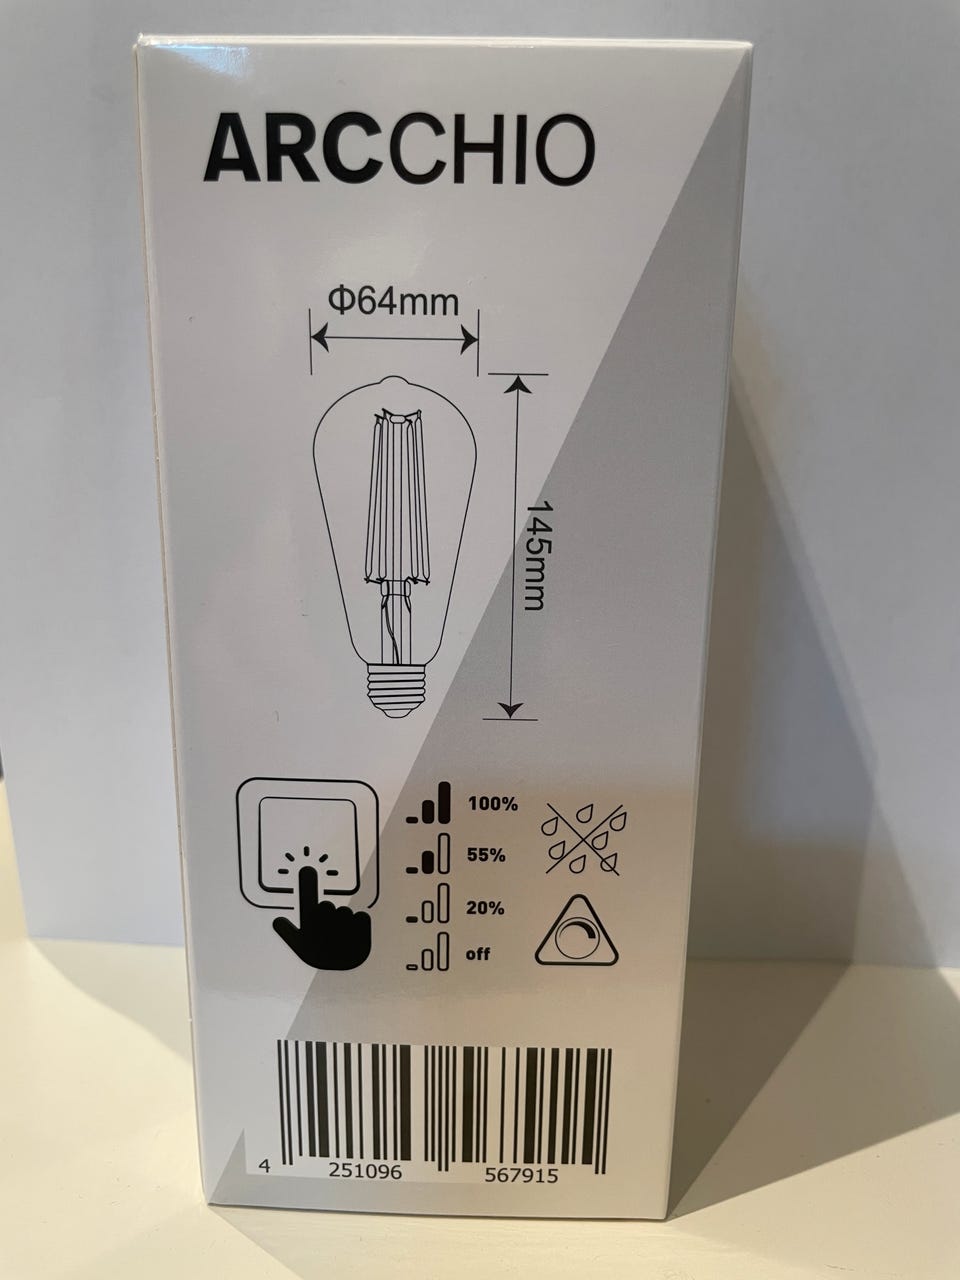 ARCCHIO
Φ64mm
145mm
100%
55%
20%
off
4 251096 567915